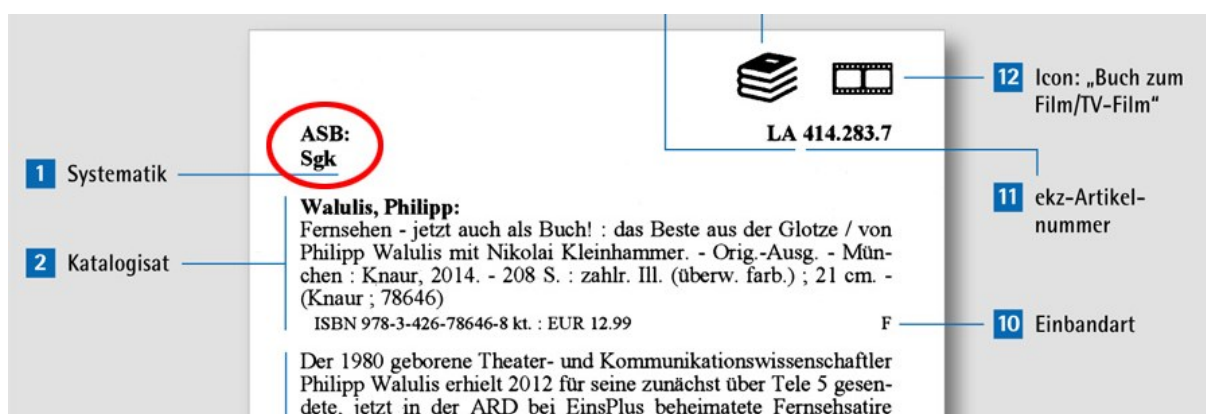 12 Icon: „Buch zum
Film/TV-Film“
ASB:
Sgk
LA 414.283.7
1 Systematik
11 ekz-Artikel-
nummer
Walulis, Philipp:
Fernsehen - jetzt auch als Buch! : das Beste aus der Glotze / von
Philipp Walulis mit Nikolai Kleinhammer. - Orig.-Ausg. - Mün-
chen : Knaur, 2014. - 208 S. : zahlr. Ill. (überw. farb.) ; 21 cm. -
(Knaur ; 78646)
2 Katalogisat
ISBN 978-3-426-78646-8 kt. : EUR 12.99 F
10 Einbandart
Der 1980 geborene Theater- und Kommunikationswissenschaftler
Philipp Walulis erhielt 2012 für seine zunächst über Tele 5 gesen-
dete, jetzt in der ARD bei EinsPlus beheimatete Fernsehsatire